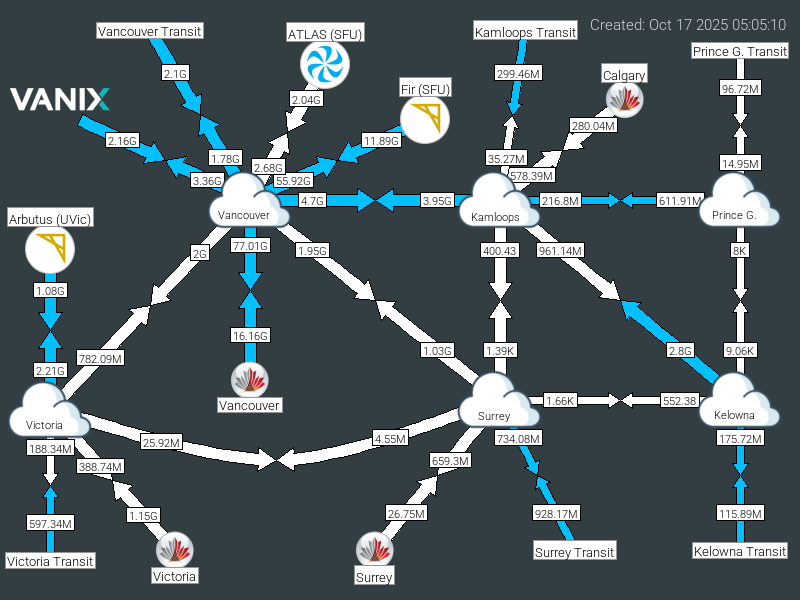 Created: Oct 17 2025 05:05:10
Vancouver Transit
ATLAS (SFU)
Kamloops Transit
Prince G. Transit
2.1G
299.46M
Calgary
VANIX
2.04G
Fir (SFU)
96.72M
2.16G
11.89G
280.04M
1.78G
35.27M
14.95M
3.36G
2.68G
55.92G
578.39M
4.7G
3.95G
216.8M
611.91M
Arbutus (UVic)
Vancouver
Kamloops
Prince G.
2G
77.01G
1.95G
400.43
961.14M
8K
1.08G
16.16G
782.09M
1.03G
1.39K
2.8G
9.06K
2.21G
Vancouver
1.66K
552.38
Victoria
Surrey
Kelowna
188.34M
25.92M
4.55M
734.08M
175.72M
388.74M
659.3M
597.34M
1.15G
26.75M
928.17M
115.89M
Victoria Transit
Victoria
Surrey
Surrey Transit
Kelowna Transit